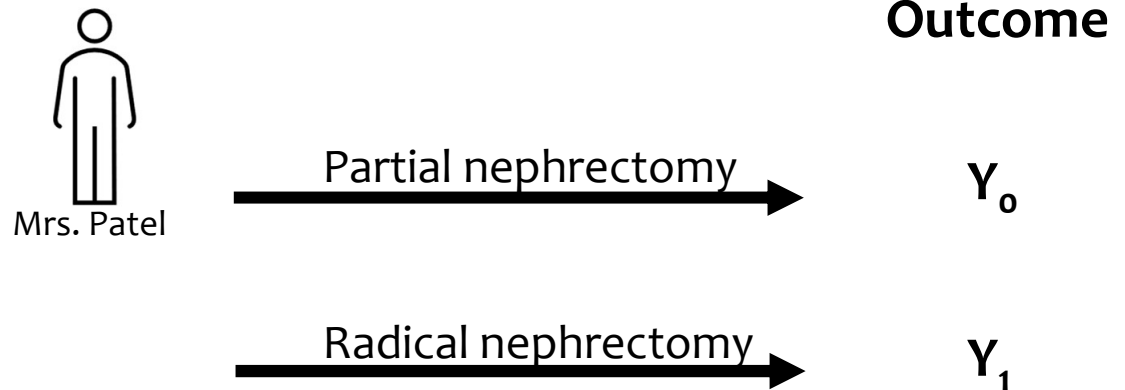 Outcome
Partial nephrectomy
Y₀
Mrs. Patel
Radical nephrectomy
Y₁